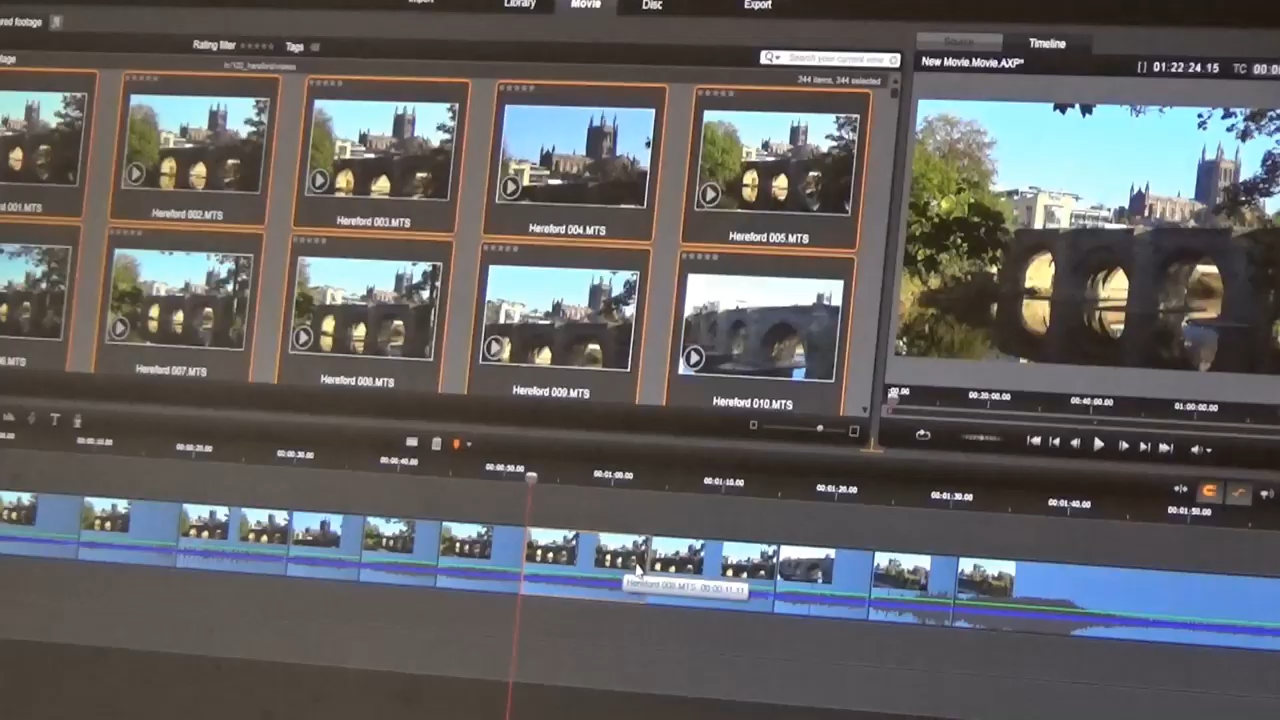 Library Movie Disc Export
Rating filter Tags
Search your current view
344 items, 344 selected
Source Timeline
New Movie.Movie.AXP*
[] 01:22:24.15 TC 00:0
Hereford 002.MTS
Hereford 003.MTS
Hereford 004.MTS
Hereford 005.MTS
Hereford 007.MTS
Hereford 008.MTS
Hereford 009.MTS
Hereford 010.MTS
00:20:00.00 00:40:00.00 01:00:00.00
T
00:00:10.00 00:00:20.00 00:00:30.00 00:00:40.00 00:00:50.00 00:01:00.00 00:01:10.00 00:01:20.00 00:01:30.00 00:01:40.00 00:01:50.00
Hereford 008.MTS 00:00:11.11